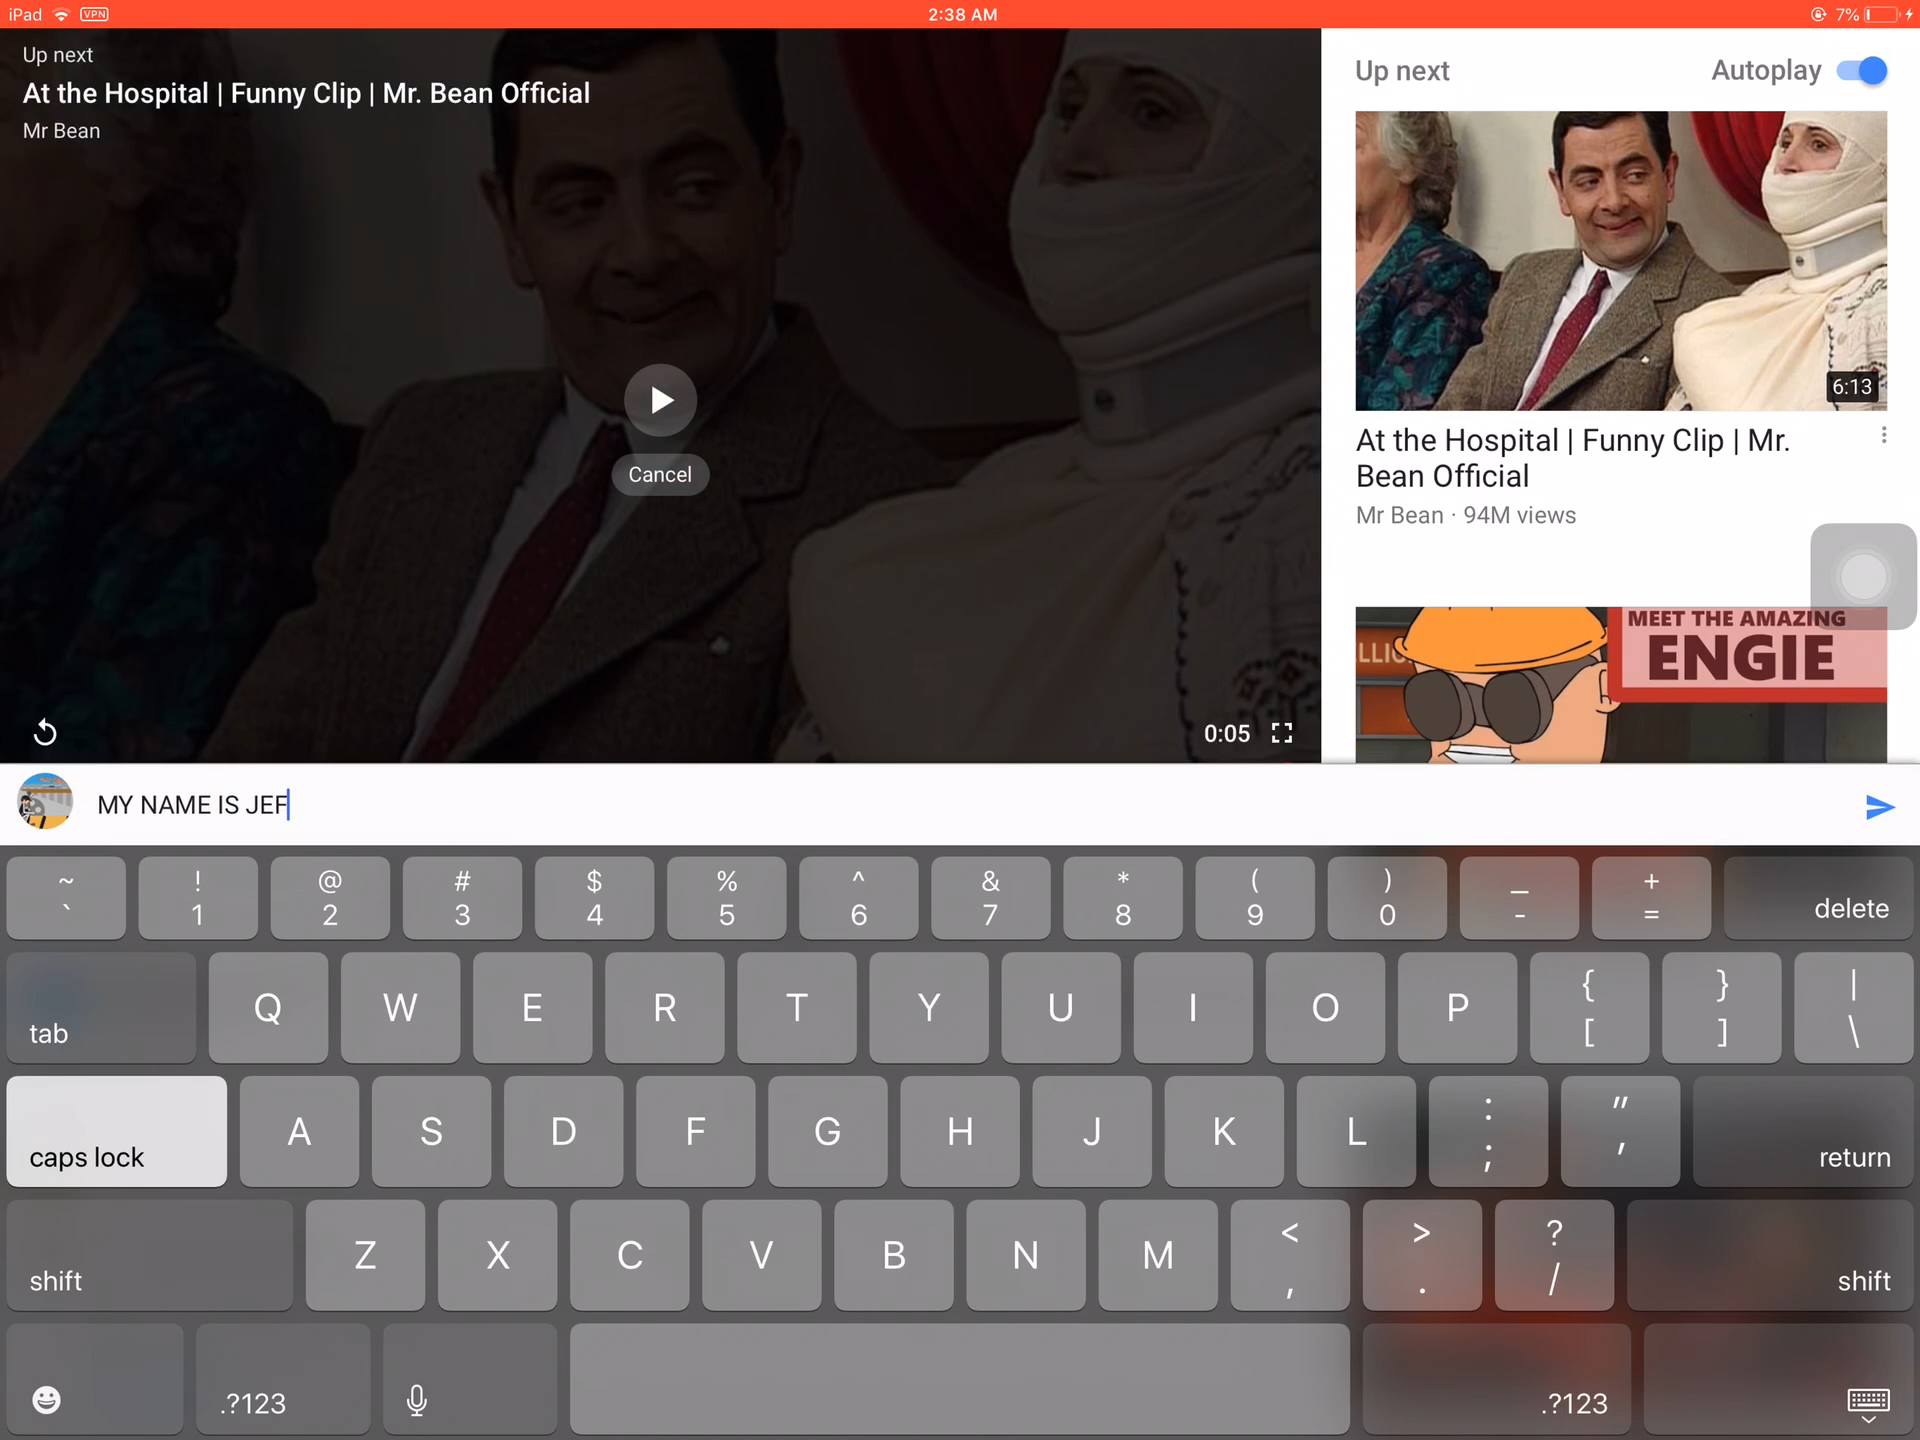 iPad VPN 2:38 AM 7%
Up next
At the Hospital | Funny Clip | Mr. Bean Official
Mr Bean
Cancel
0:05
Up next Autoplay
6:13
At the Hospital | Funny Clip | Mr.
Bean Official
Mr Bean · 94M views
MEET THE AMAZING
ENGIE
MY NAME IS JEF
~ ! @ # $ % ^ & * ( ) _ +
` 1 2 3 4 5 6 7 8 9 0 - = delete
tab Q W E R T Y U I O P { [ } ] | \
caps lock A S D F G H J K L : ; " ' return
shift Z X C V B N M < , > . ? / shift
.?123 .?123